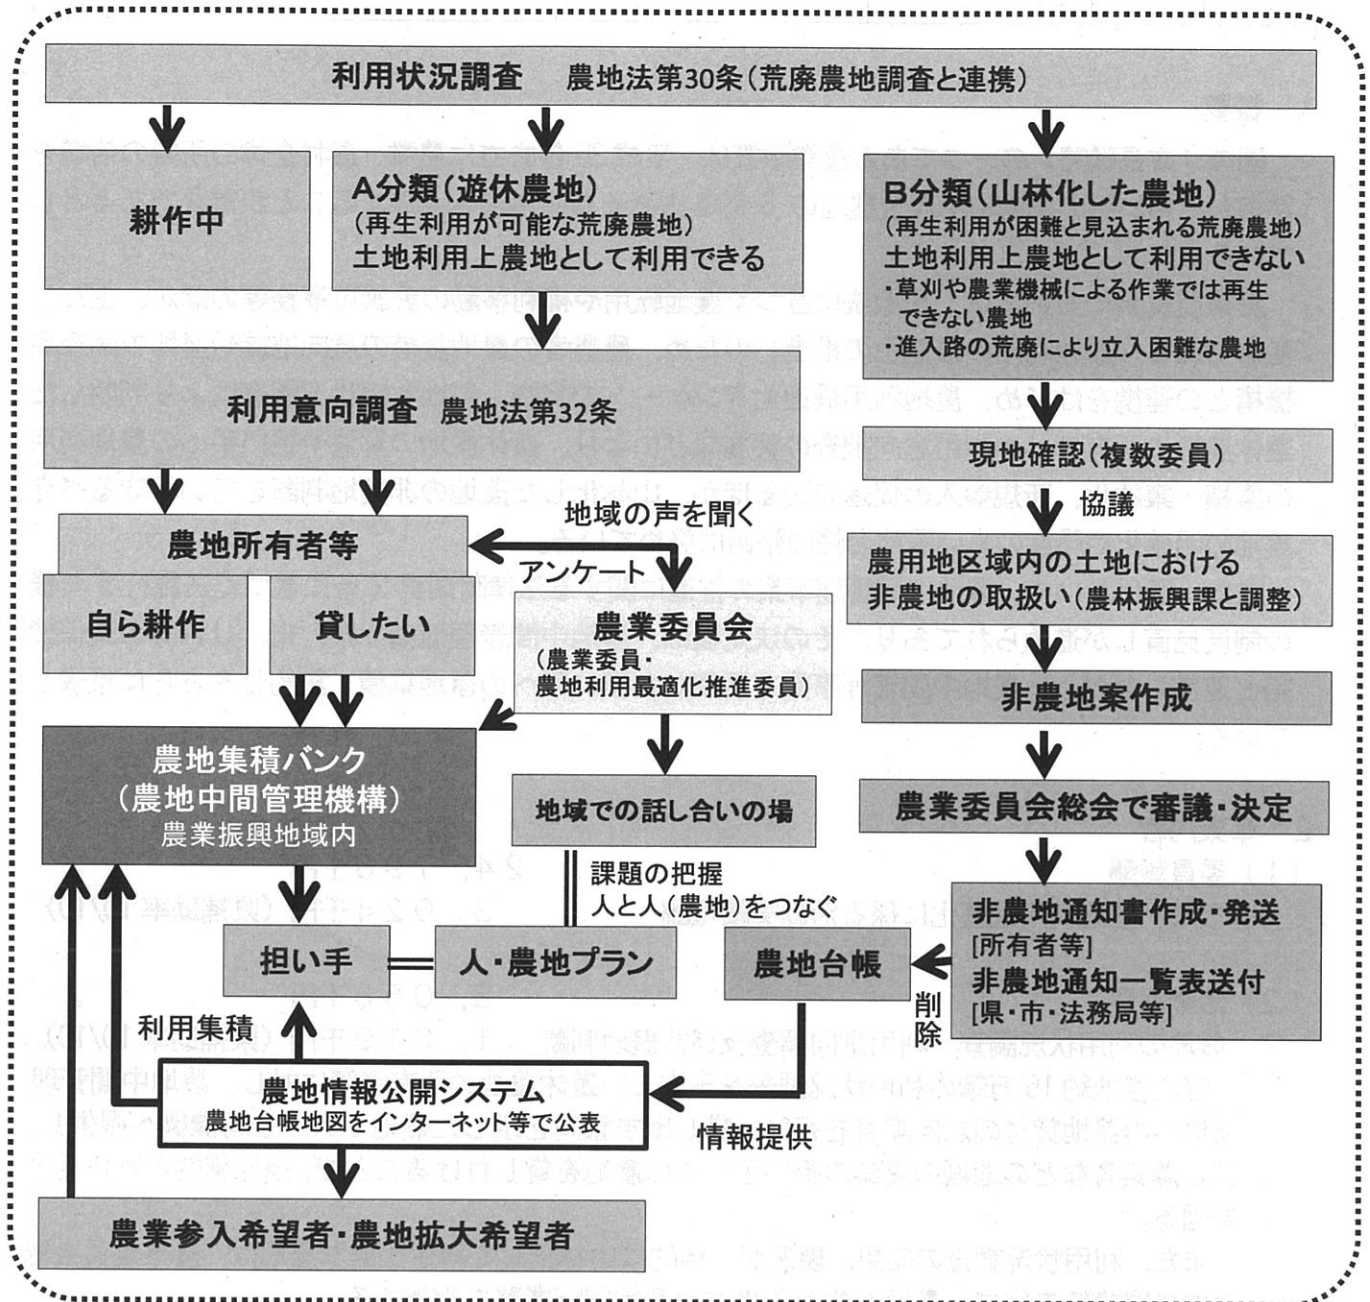 利用状況調査 農地法第30条(荒廃農地調査と連携)
耕作中
A分類(遊休農地)
(再生利用が可能な荒廃農地)
土地利用上農地として利用できる
B分類(山林化した農地)
(再生利用が困難と見込まれる荒廃農地)
土地利用上農地として利用できない
・草刈や農業機械による作業では再生
できない農地
・進入路の荒廃により立入困難な農地
利用意向調査 農地法第32条
現地確認(複数委員)
協議
地域の声を聞く
農地所有者等
アンケート
自ら耕作
貸したい
農業委員会
(農業委員・
農地利用最適化推進委員)
農用地区域内の土地における
非農地の取扱い(農林振興課と調整)
非農地案作成
農地集積バンク
(農地中間管理機構)
農業振興地域内
地域での話し合いの場
農業委員会総会で審議・決定
課題の把握
人と人(農地)をつなぐ
担い手
人・農地プラン
農地台帳
削除
非農地通知書作成・発送
[所有者等]
非農地通知一覧表送付
[県・市・法務局等]
利用集積
農地情報公開システム
農地台帳地図をインターネット等で公表
情報提供
農業参入希望者・農地拡大希望者